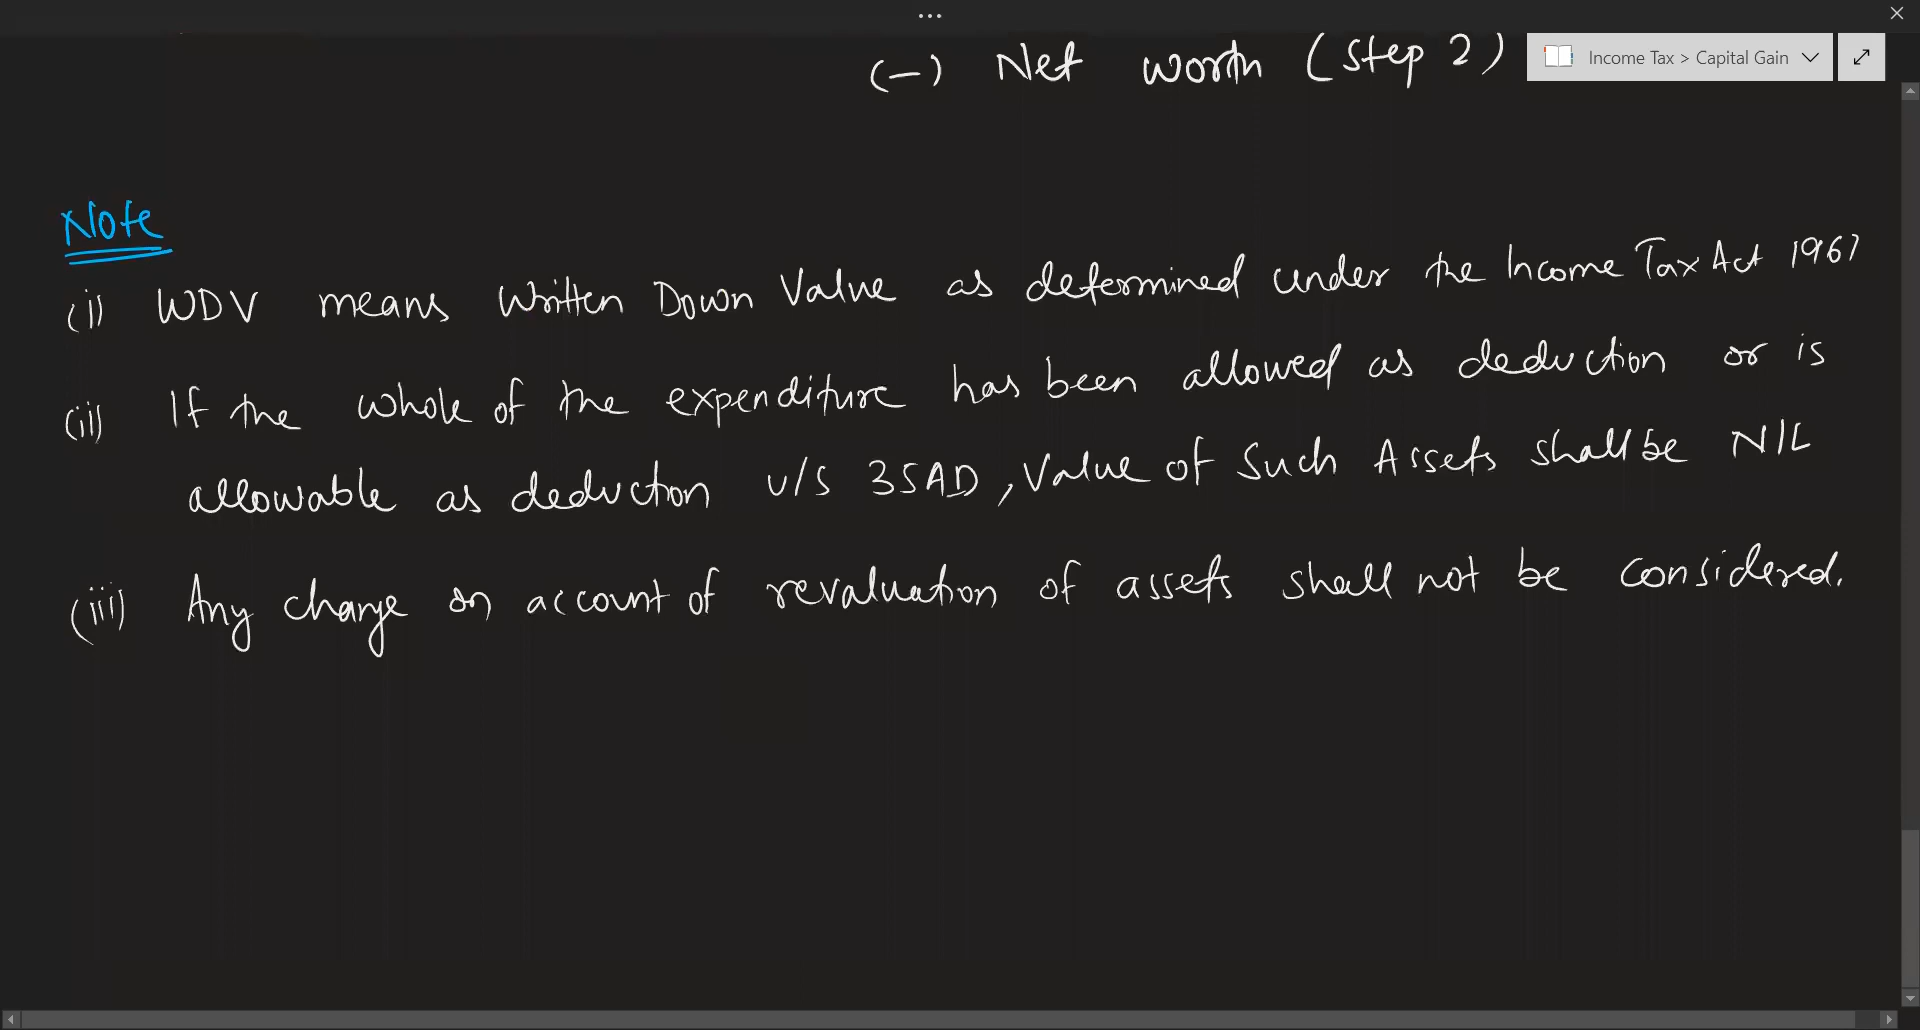 (-) Net worth (Step 2)
Income Tax > Capital Gain
Note
(i) WDV means Written Down Value as determined under the Income Tax Act 1961
(ii) If the whole of the expenditure has been allowed as deduction or is
allowable as deduction u/s 35AD, Value of Such Assets shall be NIL
(iii) Any change on account of revaluation of assets shall not be considered.